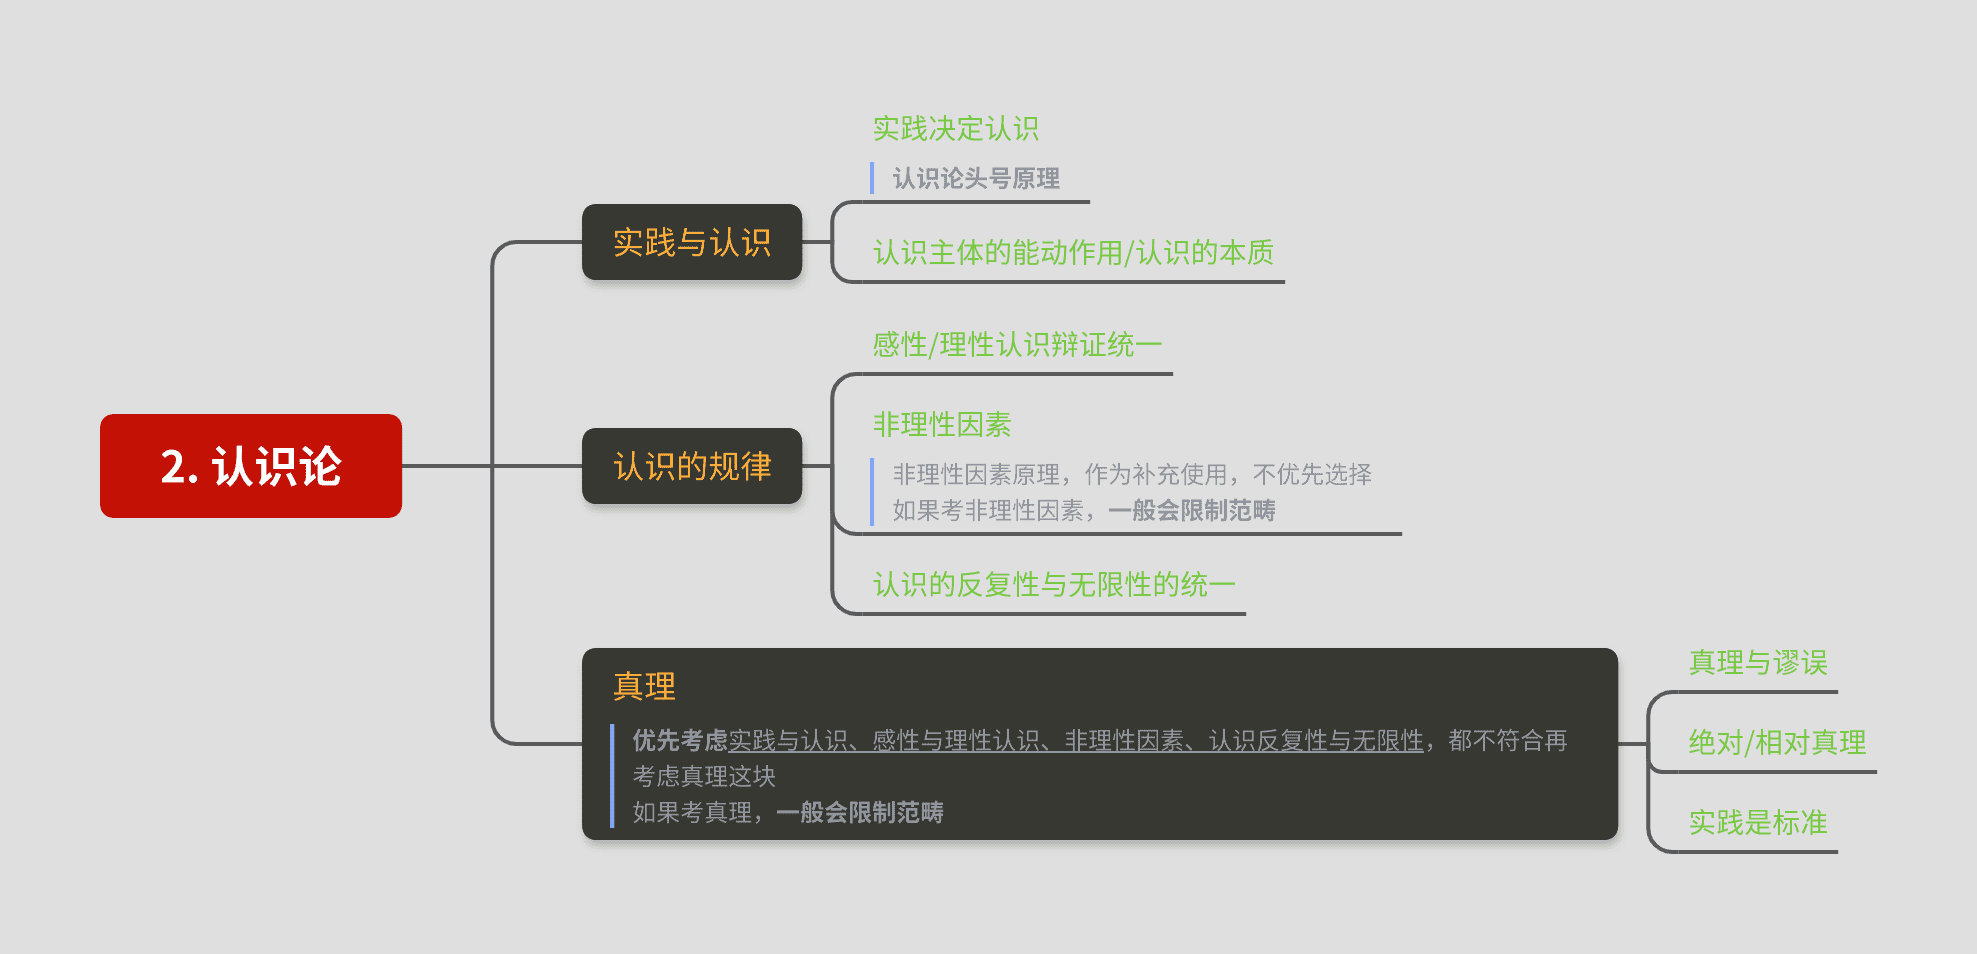 2. 认识论
实践与认识
实践决定认识
认识论头号原理
认识主体的能动作用/认识的本质
认识的规律
感性/理性认识辩证统一
非理性因素
非理性因素原理，作为补充使用，不优先选择
如果考非理性因素，一般会限制范畴
认识的反复性与无限性的统一
真理
优先考虑实践与认识、感性与理性认识、非理性因素、认识反复性与无限性，都不符合再
考虑真理这块
如果考真理，一般会限制范畴
真理与谬误
绝对/相对真理
实践是标准